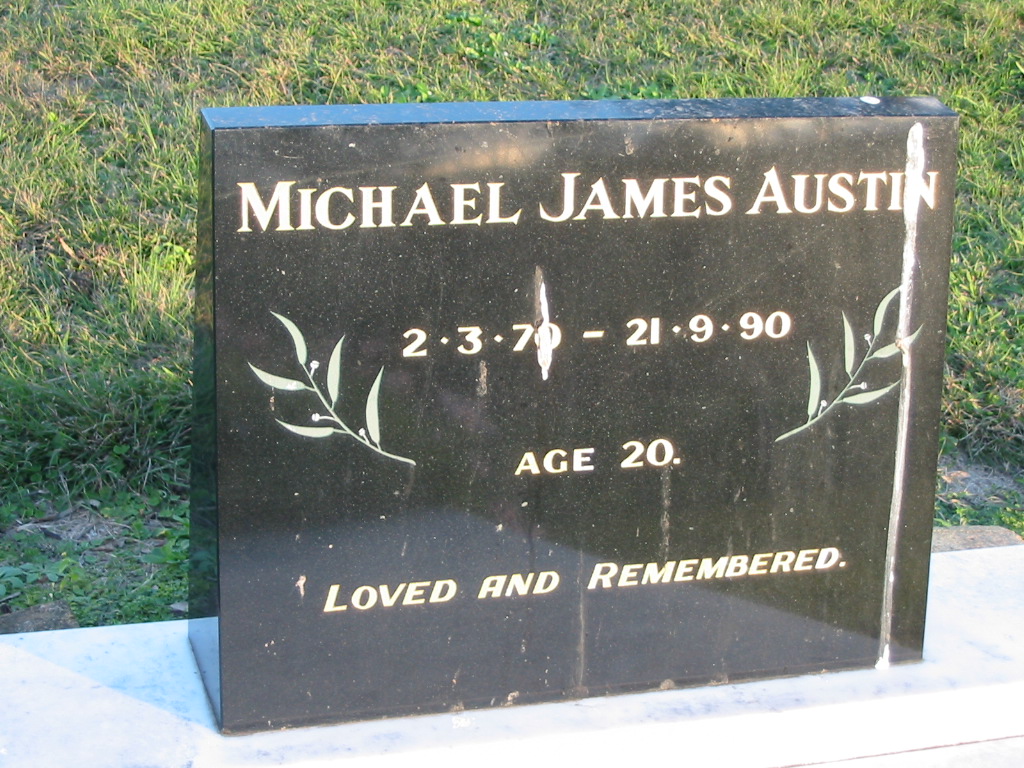 MICHAEL JAMES AUSTIN
2·3·70 – 21·9·90
AGE 20.
LOVED AND REMEMBERED.